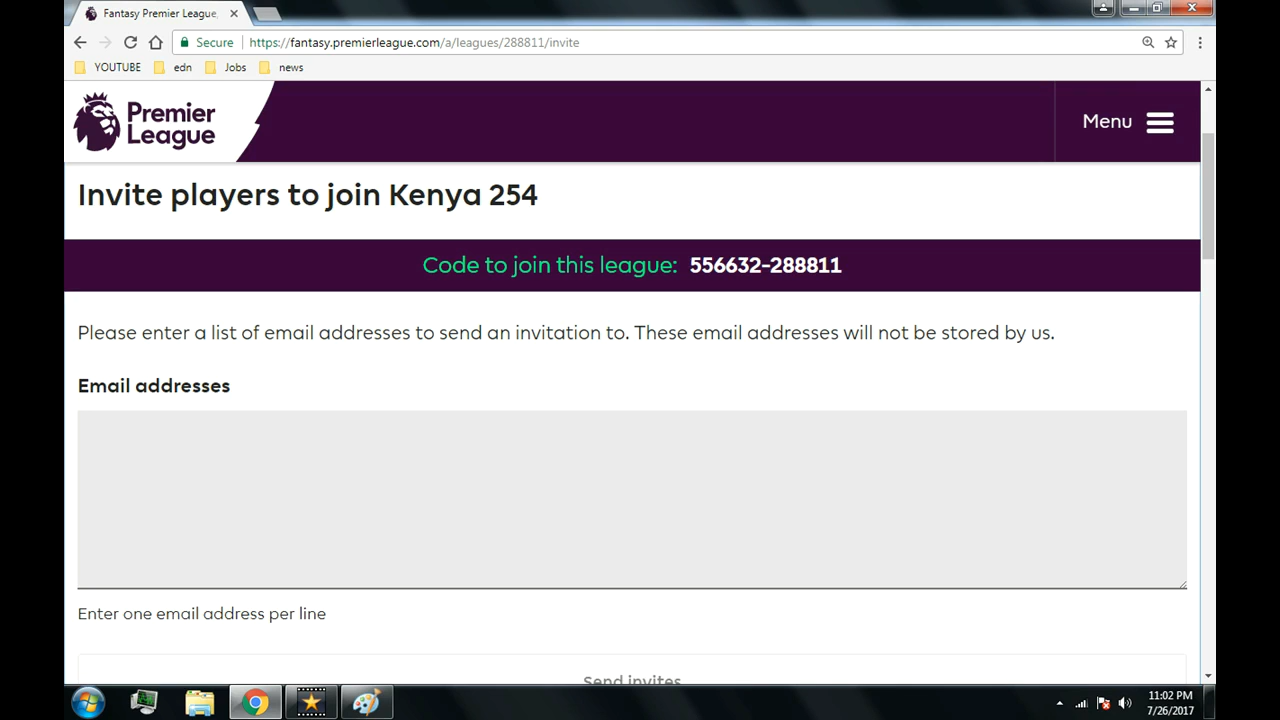 Fantasy Premier League,
Secure https://fantasy.premierleague.com/a/leagues/288811/invite
YOUTUBE edn Jobs news
Premier
League
Menu
Invite players to join Kenya 254
Code to join this league: 556632-288811
Please enter a list of email addresses to send an invitation to. These email addresses will not be stored by us.
Email addresses
Enter one email address per line
Send invites
11:02 PM
7/26/2017